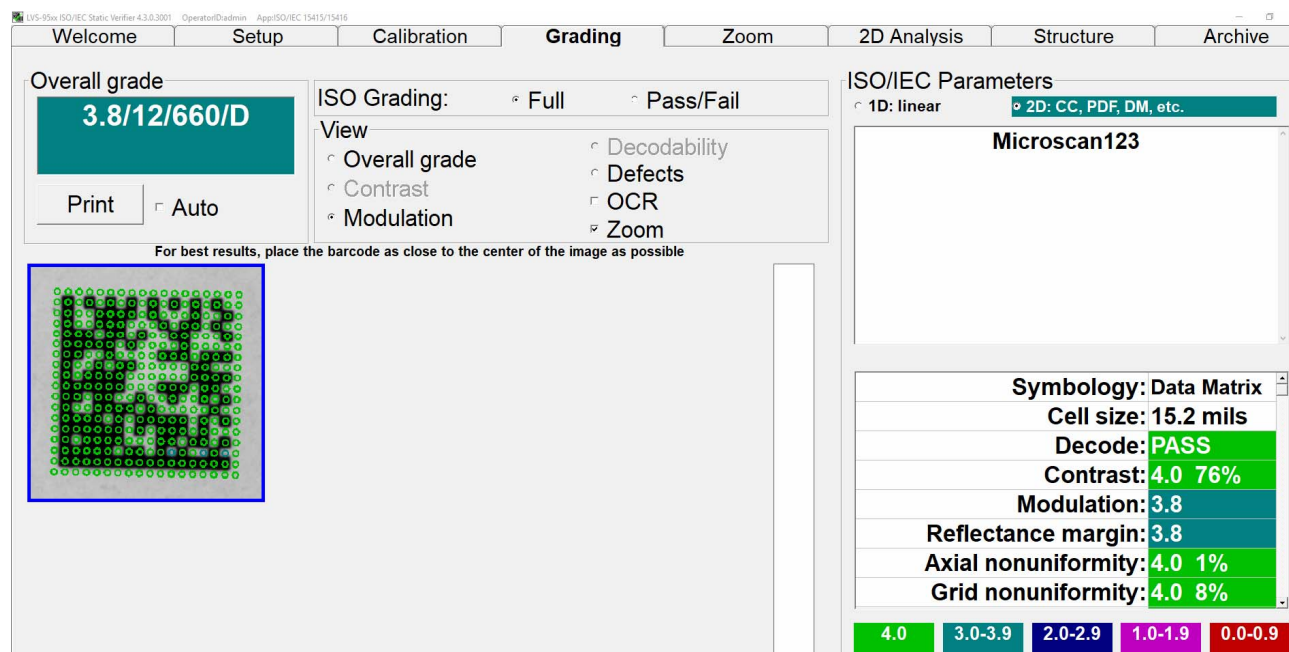 LVS-95xx ISO/IEC Static Verifier 4.3.0.3001 OperatorID:admin App:ISO/IEC 15415/15416
Welcome Setup Calibration Grading Zoom 2D Analysis Structure Archive
Overall grade
3.8/12/660/D
Print Auto
ISO Grading: Full Pass/Fail
View
Overall grade
Contrast
Modulation
Decodability
Defects
OCR
Zoom
For best results, place the barcode as close to the center of the image as possible
ISO/IEC Parameters
1D: linear 2D: CC, PDF, DM, etc.
Microscan123
Symbology: Data Matrix
Cell size: 15.2 mils
Decode: PASS
Contrast: 4.0 76%
Modulation: 3.8
Reflectance margin: 3.8
Axial nonuniformity: 4.0 1%
Grid nonuniformity: 4.0 8%
4.0 3.0-3.9 2.0-2.9 1.0-1.9 0.0-0.9